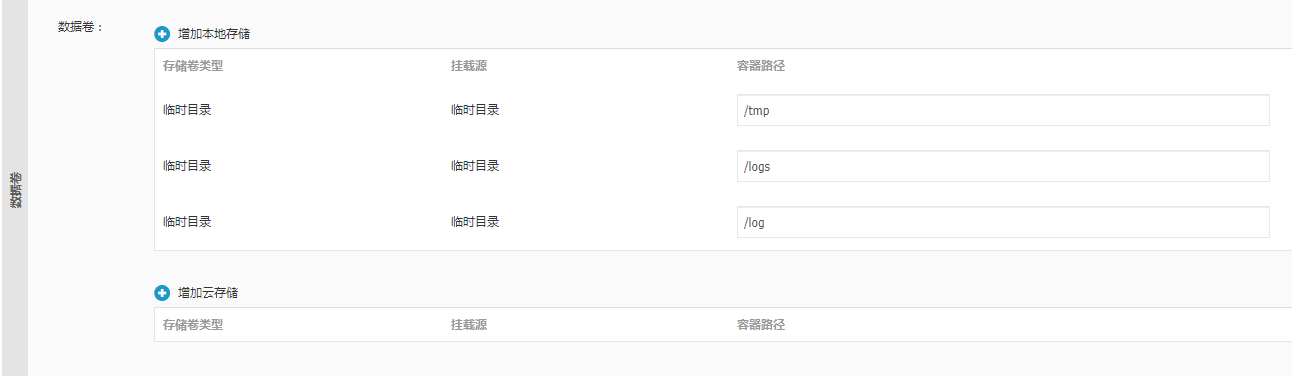 数据卷：
增加本地存储
存储卷类型 挂载源 容器路径
临时目录 临时目录 /tmp
临时目录 临时目录 /logs
临时目录 临时目录 /log
数据卷
增加云存储
存储卷类型 挂载源 容器路径